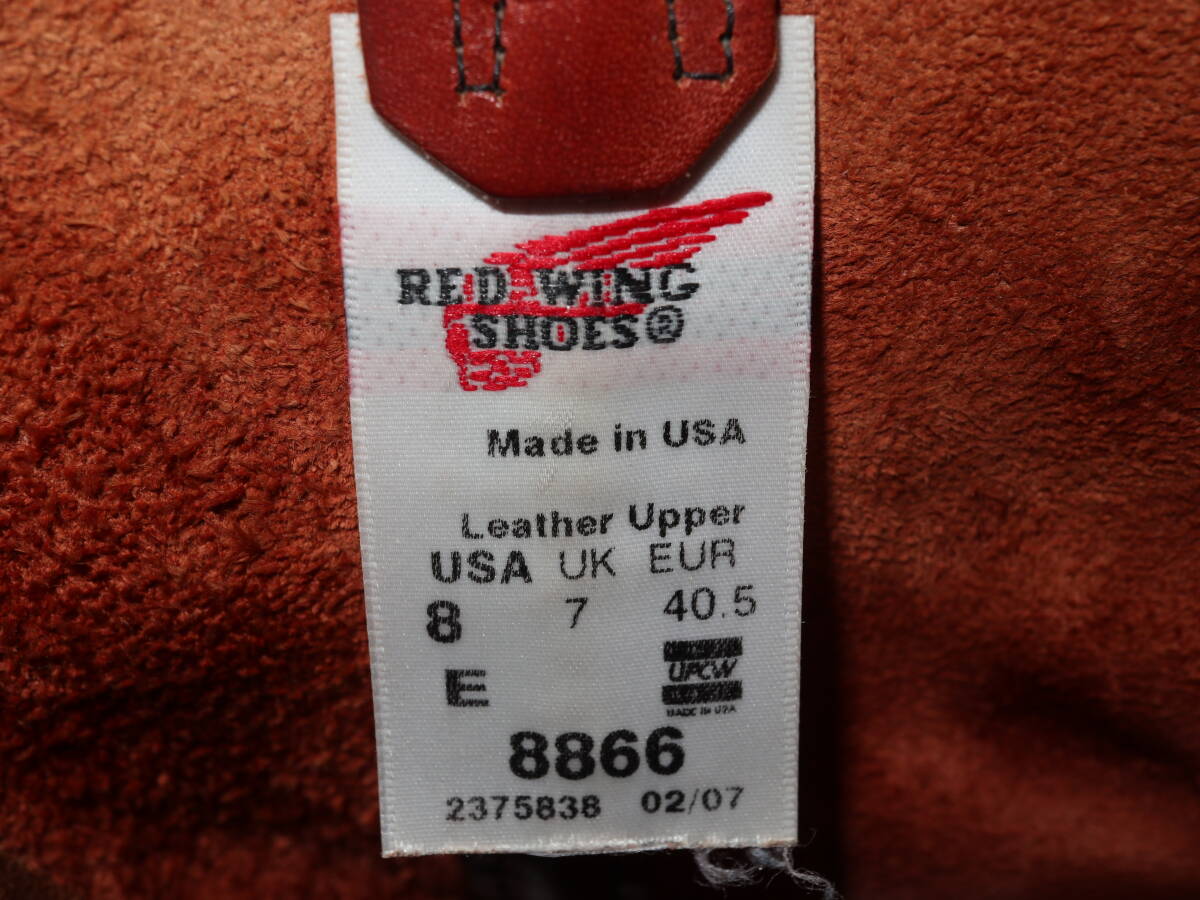 RED WING
SHOES®
Made in USA
Leather Upper
USA UK EUR
8 7 40.5
E
UPCW
MADE IN USA
8866
2375838 02/07